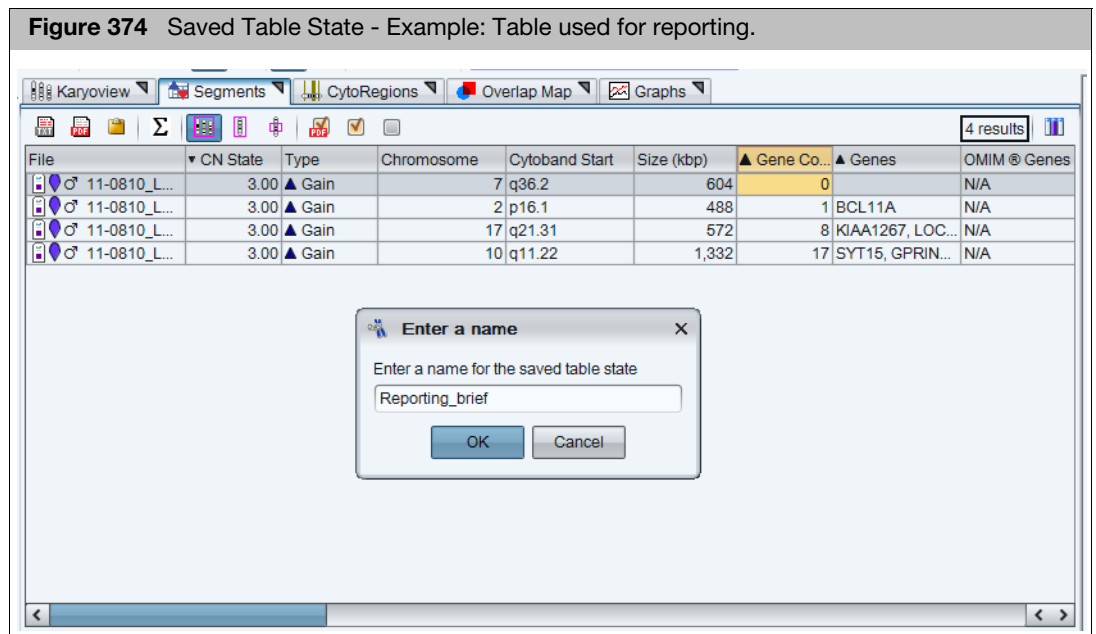 Figure 374 Saved Table State - Example: Table used for reporting.
Karyoview Segments CytoRegions Overlap Map Graphs
TXT PDF Σ PDF 4 results
File ▼ CN State Type Chromosome Cytoband Start Size (kbp) ▲ Gene Co... ▲ Genes OMIM ® Genes
♂ 11-0810_L... 3.00 ▲ Gain 7 q36.2 604 0 N/A
♂ 11-0810_L... 3.00 ▲ Gain 2 p16.1 488 1 BCL11A N/A
♂ 11-0810_L... 3.00 ▲ Gain 17 q21.31 572 8 KIAA1267, LOC... N/A
♂ 11-0810_L... 3.00 ▲ Gain 10 q11.22 1,332 17 SYT15, GPRIN... N/A
Enter a name
Enter a name for the saved table state
Reporting_brief
OK Cancel